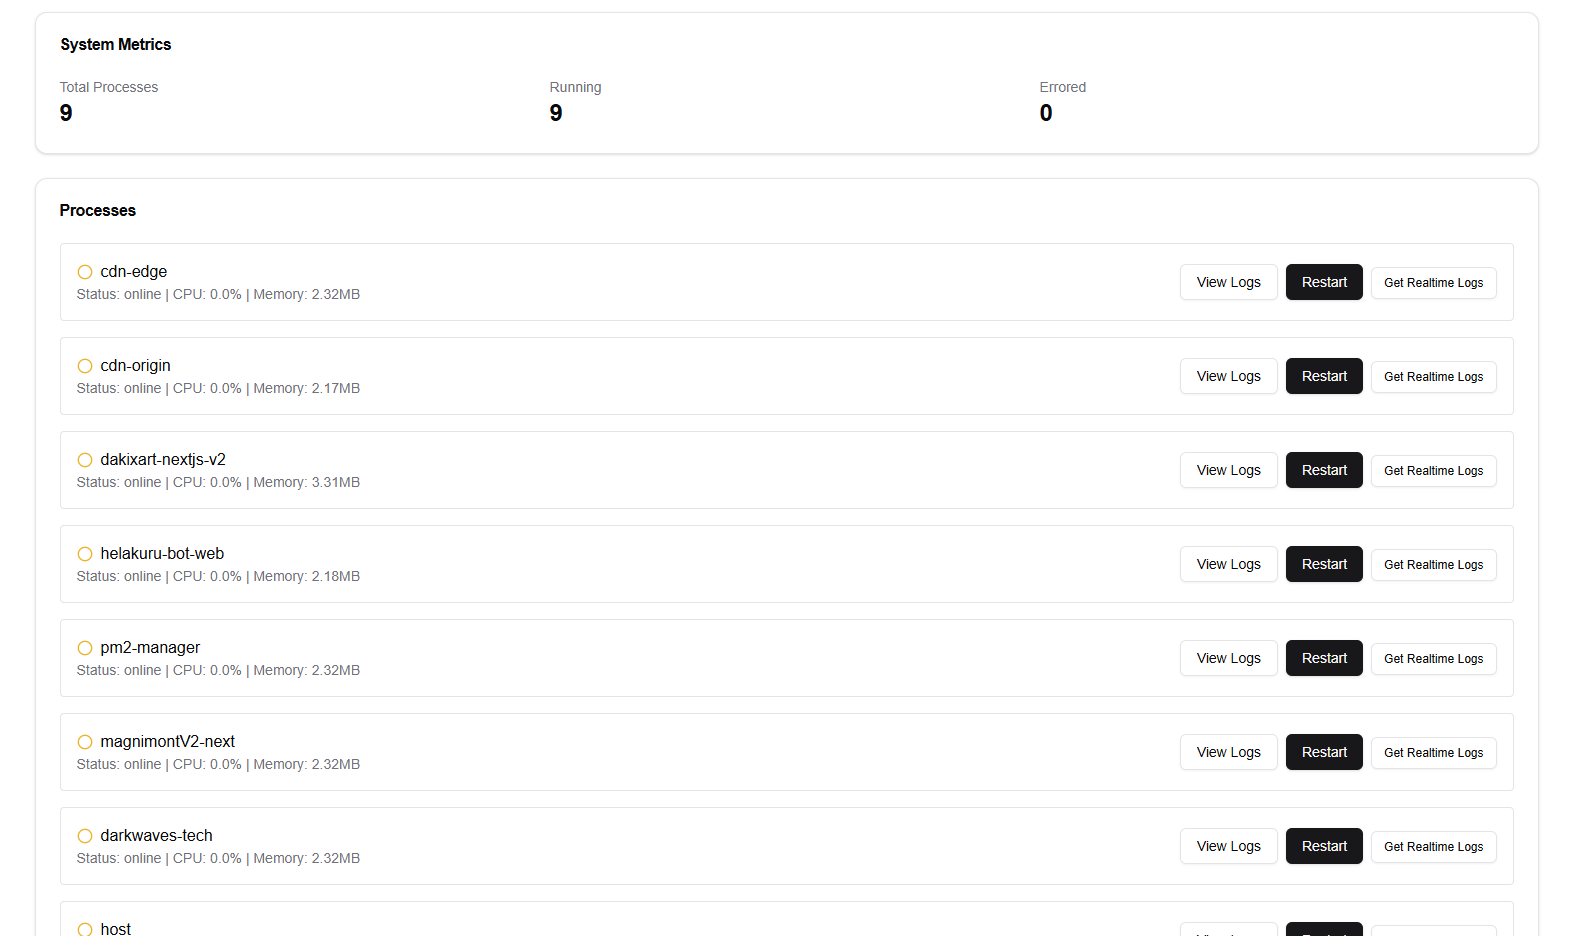 System Metrics
Total Processes
9
Running
9
Errored
0
Processes
cdn-edge
Status: online | CPU: 0.0% | Memory: 2.32MB
View Logs
Restart
Get Realtime Logs
cdn-origin
Status: online | CPU: 0.0% | Memory: 2.17MB
View Logs
Restart
Get Realtime Logs
dakixart-nextjs-v2
Status: online | CPU: 0.0% | Memory: 3.31MB
View Logs
Restart
Get Realtime Logs
helakuru-bot-web
Status: online | CPU: 0.0% | Memory: 2.18MB
View Logs
Restart
Get Realtime Logs
pm2-manager
Status: online | CPU: 0.0% | Memory: 2.32MB
View Logs
Restart
Get Realtime Logs
magnimontV2-next
Status: online | CPU: 0.0% | Memory: 2.32MB
View Logs
Restart
Get Realtime Logs
darkwaves-tech
Status: online | CPU: 0.0% | Memory: 2.32MB
View Logs
Restart
Get Realtime Logs
host